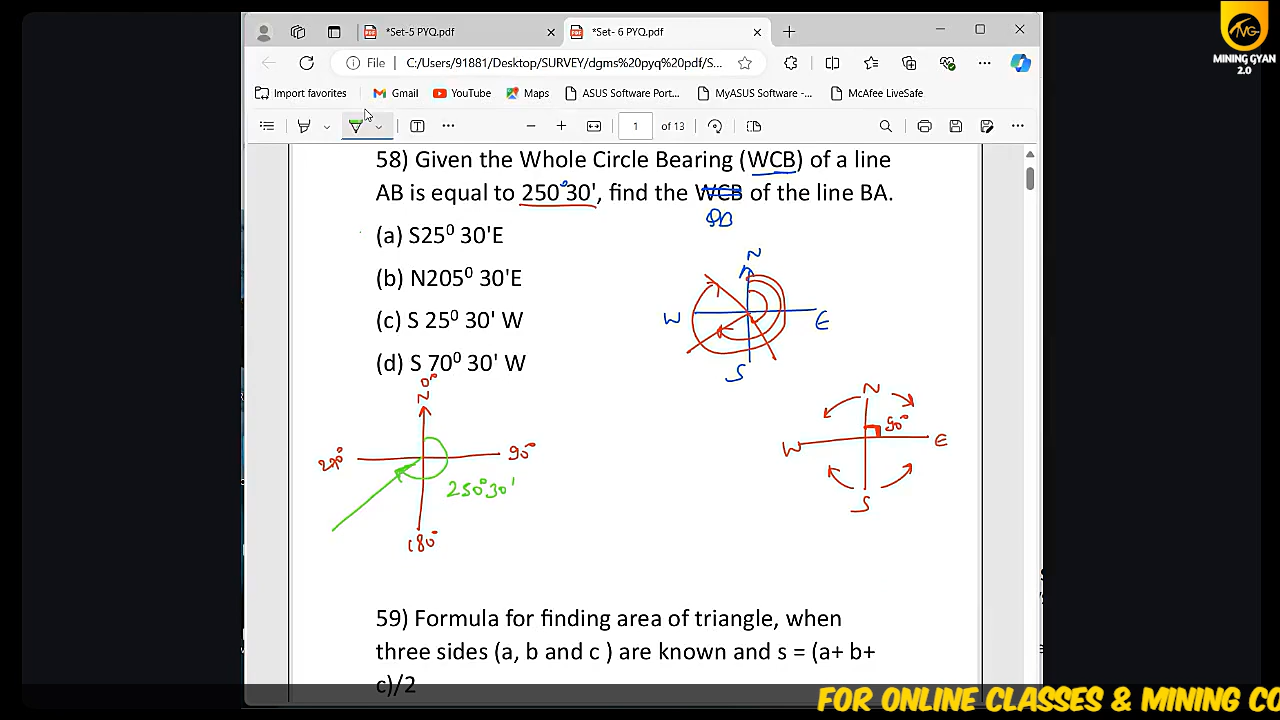 MINING GYAN
2.0
*Set-5 PYQ.pdf
*Set- 6 PYQ.pdf
File
C:/Users/91881/Desktop/SURVEY/dgms%20pyq%20pdf/S...
Import favorites
Gmail
YouTube
Maps
ASUS Software Port...
MyASUS Software -...
McAfee LiveSafe
1 of 13
58) Given the Whole Circle Bearing (WCB) of a line
AB is equal to 250°30', find the WCB of the line BA.
QB
(a) S25⁰ 30'E
(b) N205⁰ 30'E
(c) S 25⁰ 30' W
(d) S 70⁰ 30' W
N
W
E
S
N 0°
270°
90°
250°30'
180°
N
90°
W
E
S
59) Formula for finding area of triangle, when
three sides (a, b and c ) are known and s = (a+ b+
c)/2
FOR ONLINE CLASSES & MINING CO